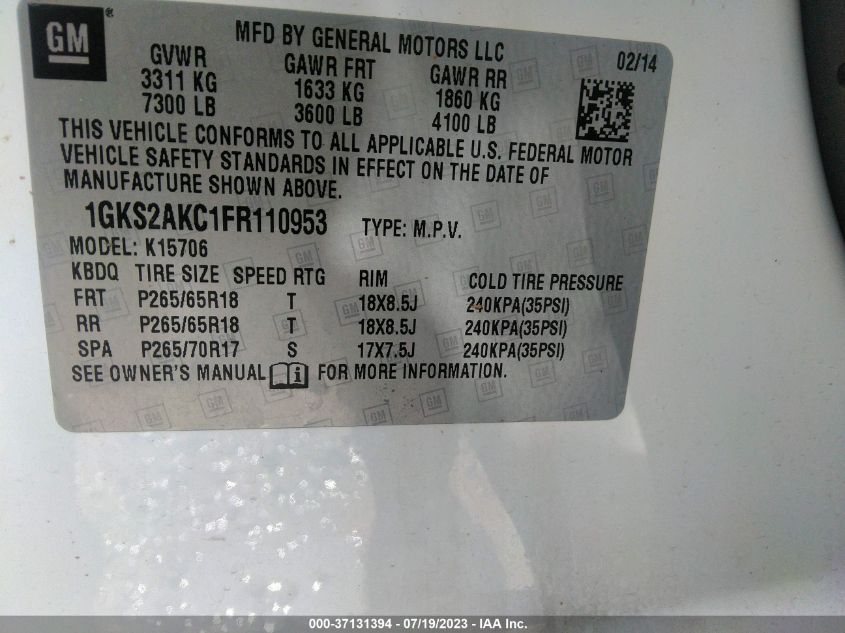 GM
MFD BY GENERAL MOTORS LLC
02/14
GVWR GAWR FRT GAWR RR
3311 KG 1633 KG 1860 KG
7300 LB 3600 LB 4100 LB
THIS VEHICLE CONFORMS TO ALL APPLICABLE U.S. FEDERAL MOTOR
VEHICLE SAFETY STANDARDS IN EFFECT ON THE DATE OF
MANUFACTURE SHOWN ABOVE.
1GKS2AKC1FR110953 TYPE: M.P.V.
MODEL: K15706
KBDQ TIRE SIZE SPEED RTG RIM COLD TIRE PRESSURE
FRT P265/65R18 T 18X8.5J 240KPA(35PSI)
RR P265/65R18 T 18X8.5J 240KPA(35PSI)
SPA P265/70R17 S 17X7.5J 240KPA(35PSI)
SEE OWNER'S MANUAL i FOR MORE INFORMATION.
000-37131394 - 07/19/2023 - IAA Inc.